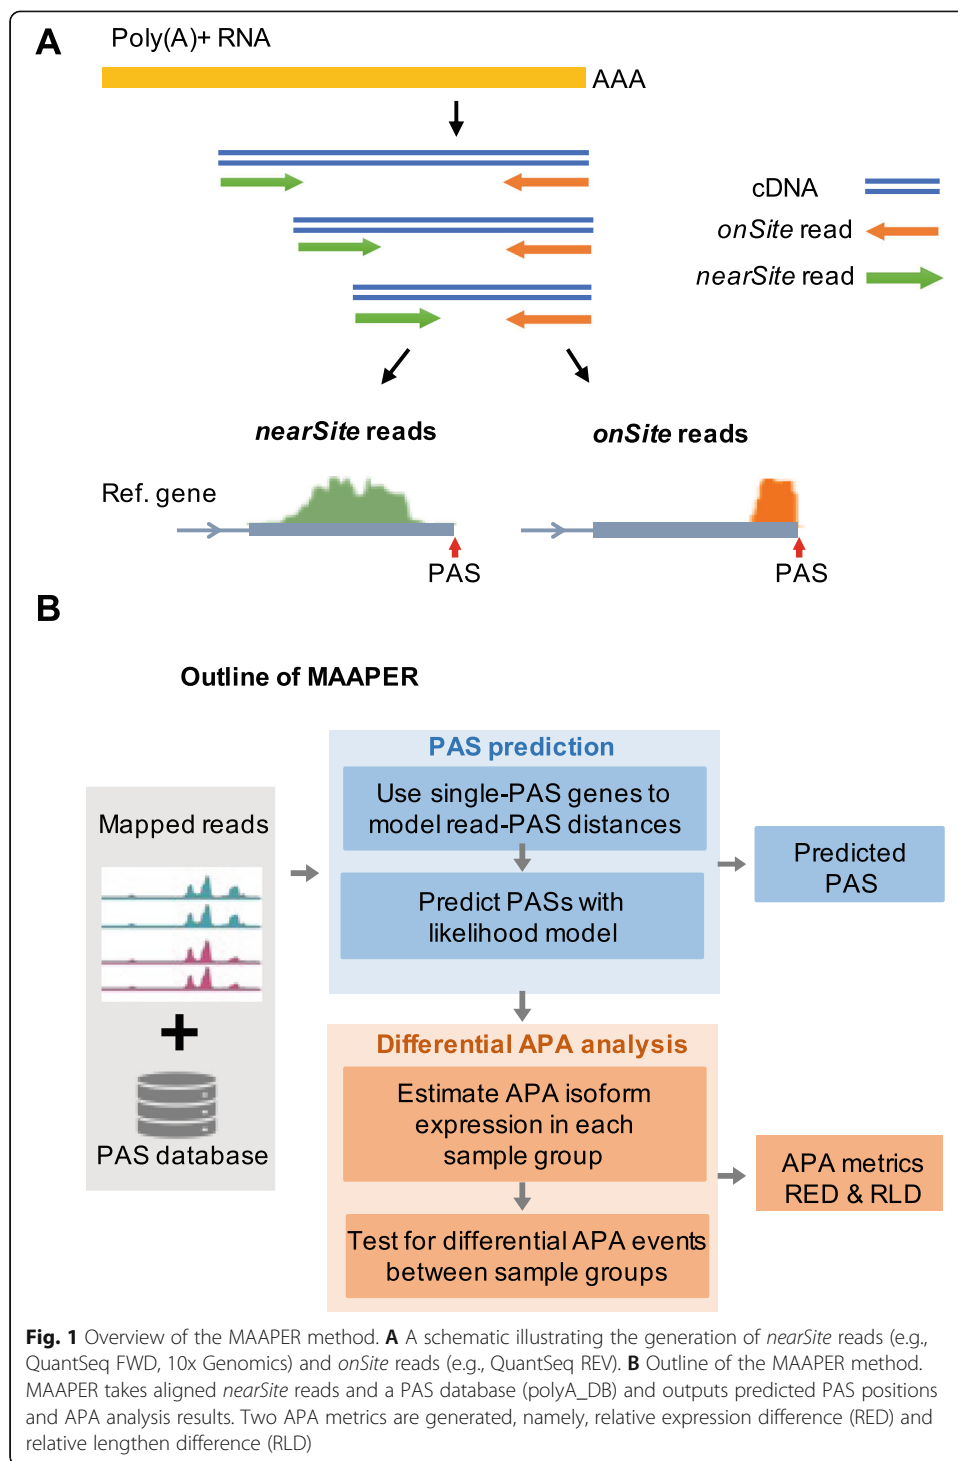 A
Poly(A)+ RNA
AAA
cDNA
onSite read
nearSite read
nearSite reads
onSite reads
Ref. gene
PAS
PAS
B
Outline of MAAPER
Mapped reads
PAS database
PAS prediction
Use single-PAS genes to
model read-PAS distances
Predict PASs with
likelihood model
Predicted
PAS
Differential APA analysis
Estimate APA isoform
expression in each
sample group
Test for differential APA events
between sample groups
APA metrics
RED & RLD
Fig. 1 Overview of the MAAPER method. A A schematic illustrating the generation of nearSite reads (e.g.,
QuantSeq FWD, 10x Genomics) and onSite reads (e.g., QuantSeq REV). B Outline of the MAAPER method.
MAAPER takes aligned nearSite reads and a PAS database (polyA_DB) and outputs predicted PAS positions
and APA analysis results. Two APA metrics are generated, namely, relative expression difference (RED) and
relative lengthen difference (RLD)